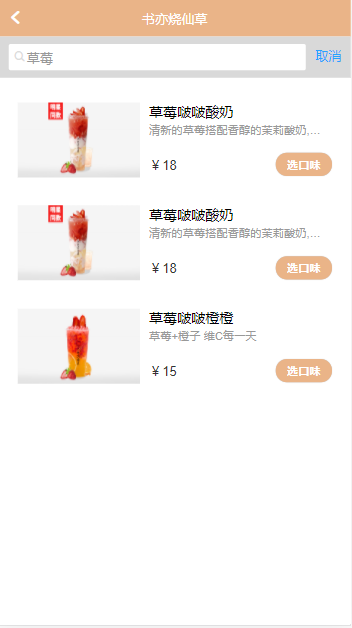 书亦烧仙草
草莓
取消
草莓啵啵酸奶
清新的草莓搭配香醇的茉莉酸奶,...
￥18
选口味
草莓啵啵酸奶
清新的草莓搭配香醇的茉莉酸奶,...
￥18
选口味
草莓啵啵橙橙
草莓+橙子 维C每一天
￥15
选口味